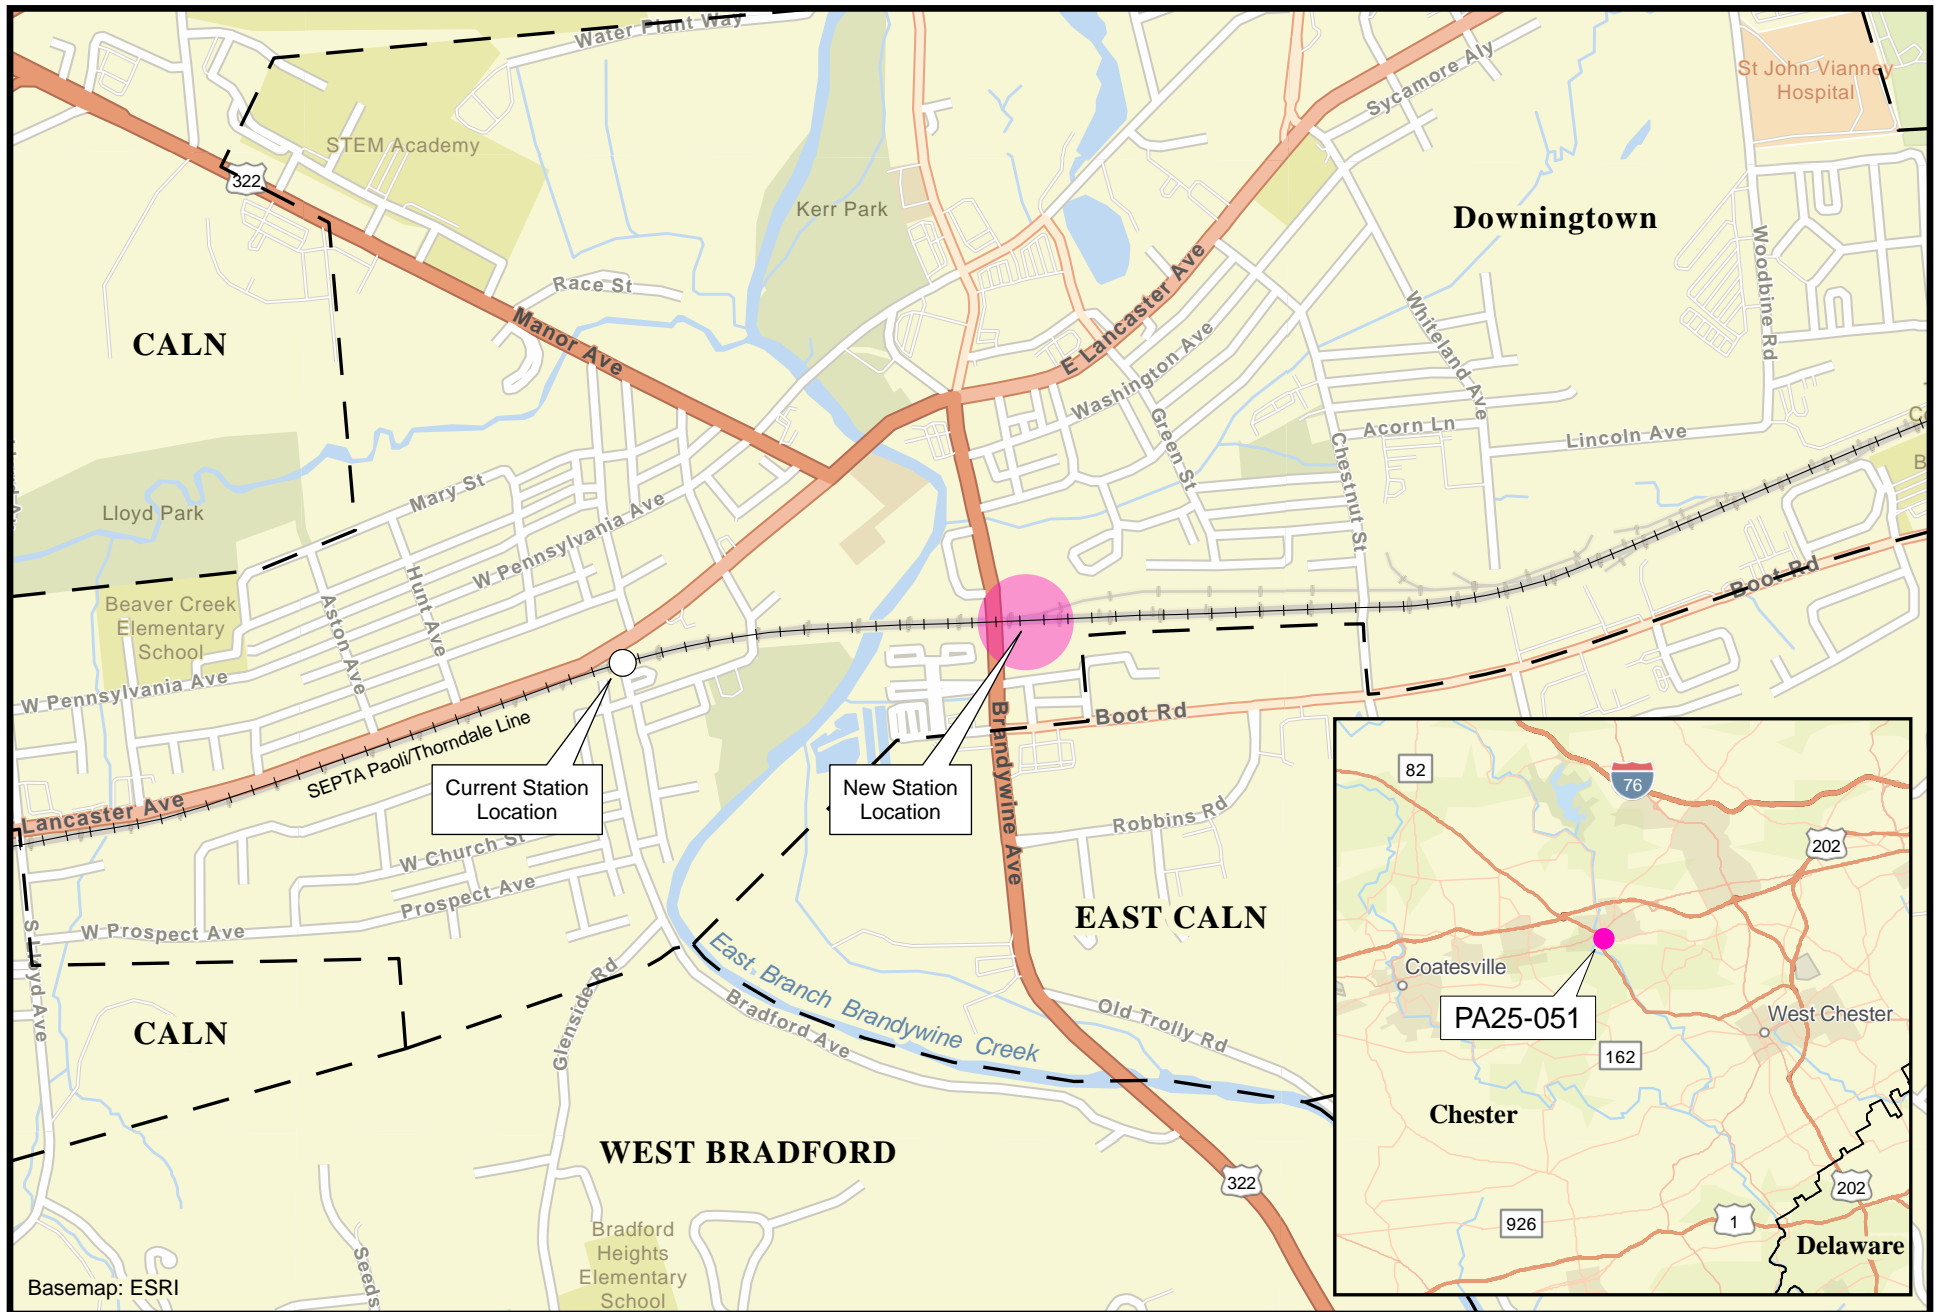 Water Plant Way
St John Vianney
Hospital
Sycamore Aly
STEM Academy
322
Kerr Park
Downingtown
Woodbine Rd
Race St
Manor Ave
E Lancaster Ave
Whiteland Ave
CALN
Washington Ave
Green St
Acorn Ln
Lincoln Ave
Chestnut St
Mary St
Lloyd Park
W Pennsylvania Ave
Hunt Ave
Aston Ave
Beaver Creek
Elementary
School
Boot Rd
W Pennsylvania Ave
SEPTA Paoli/Thorndale Line
Boot Rd
Brandywine Ave
Current Station
Location
New Station
Location
Lancaster Ave
Robbins Rd
W Church St
Prospect Ave
W Prospect Ave
S Lloyd Ave
EAST CALN
CALN
Glenside Rd
Bradford Ave
East Branch Brandywine Creek
Old Trolly Rd
WEST BRADFORD
322
Bradford
Heights
Elementary
School
Seeds
Basemap: ESRI
82
76
202
Coatesville
PA25-051
West Chester
162
Chester
202
926
1
Delaware